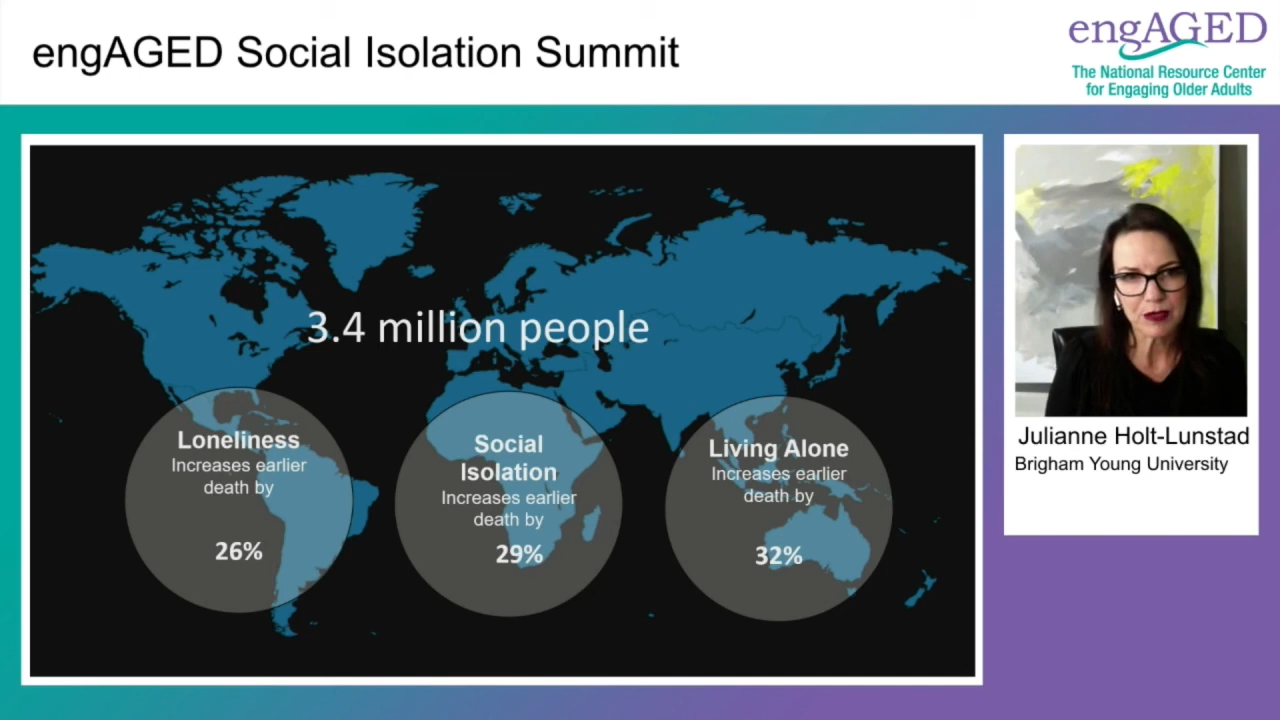 engAGED Social Isolation Summit
engAGED
The National Resource Center
for Engaging Older Adults
3.4 million people
Loneliness
Increases earlier
death by
26%
Social
Isolation
Increases earlier
death by
29%
Living Alone
Increases earlier
death by
32%
Julianne Holt-Lunstad
Brigham Young University